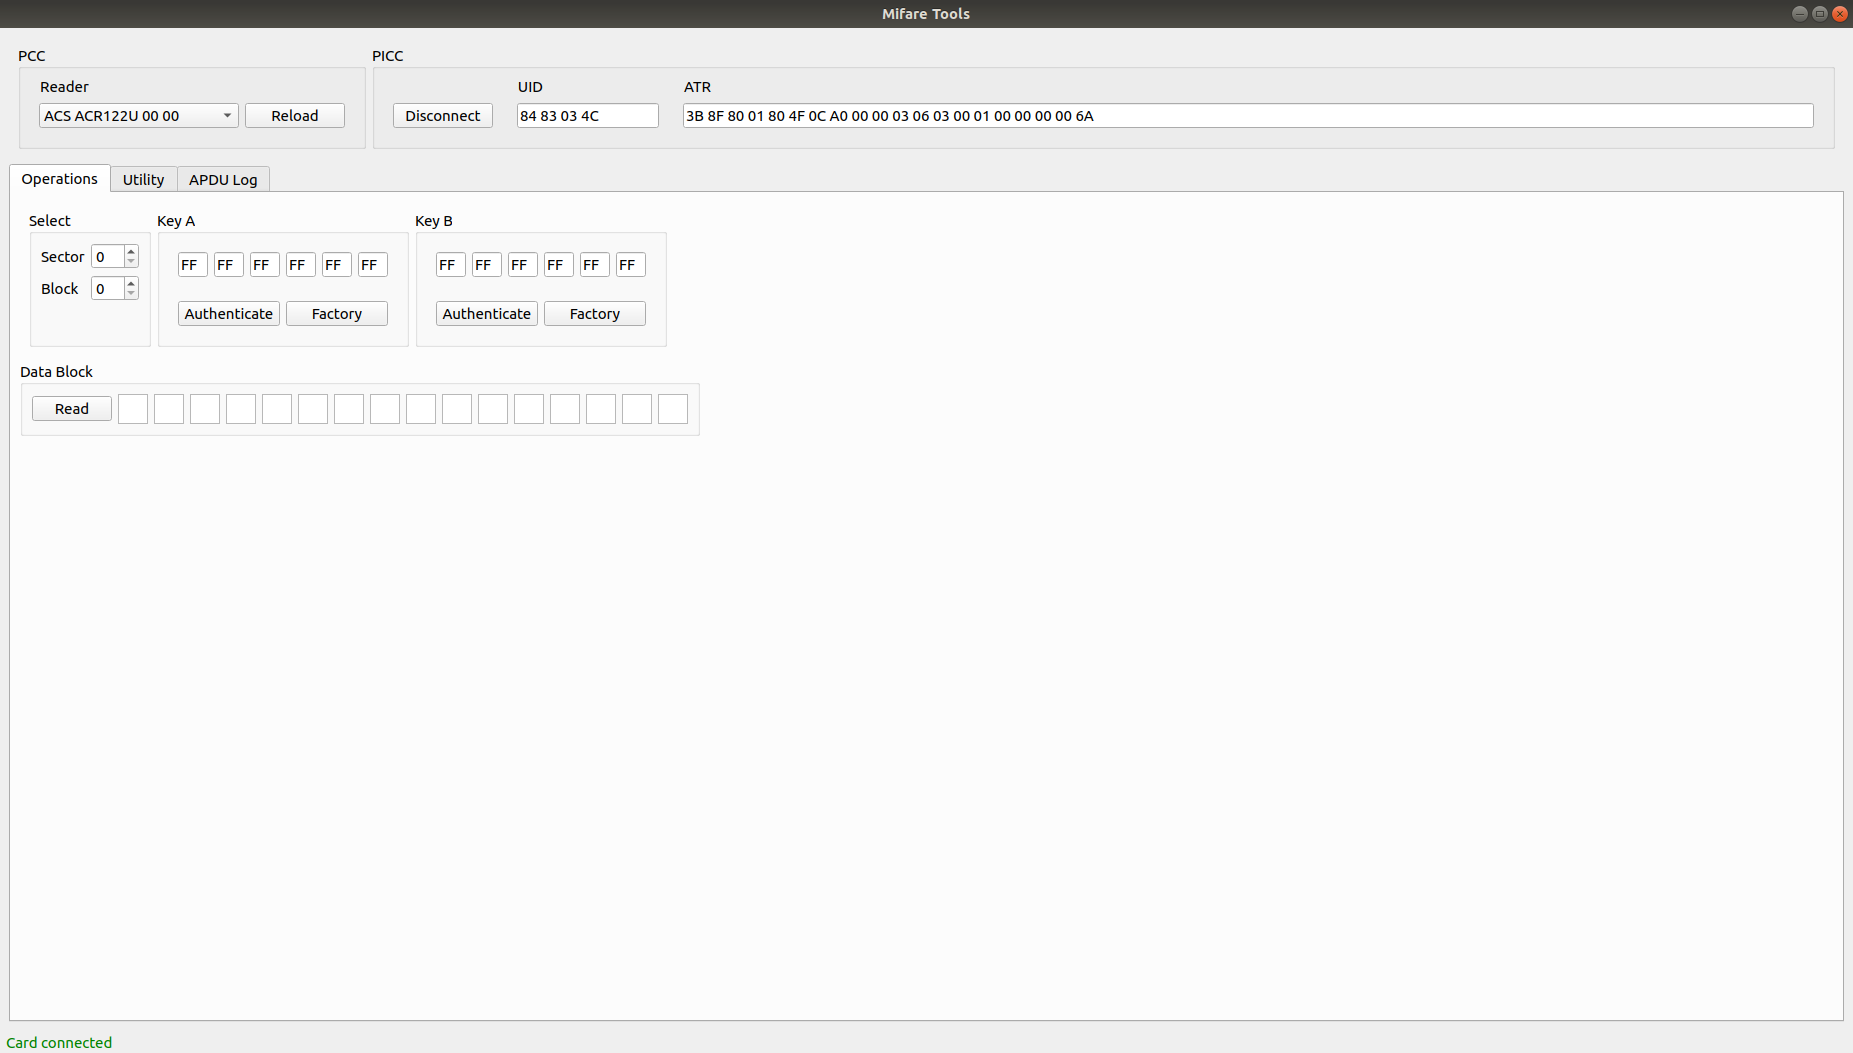 Mifare Tools
PCC
PICC
Reader
UID
ATR
ACS ACR122U 00 00
Reload
Disconnect
84 83 03 4C
3B 8F 80 01 80 4F 0C A0 00 00 03 06 03 00 01 00 00 00 00 6A
Operations
Utility
APDU Log
Select
Key A
Key B
Sector 0
Block 0
FF FF FF FF FF FF
Authenticate
Factory
FF FF FF FF FF FF
Authenticate
Factory
Data Block
Read
Card connected